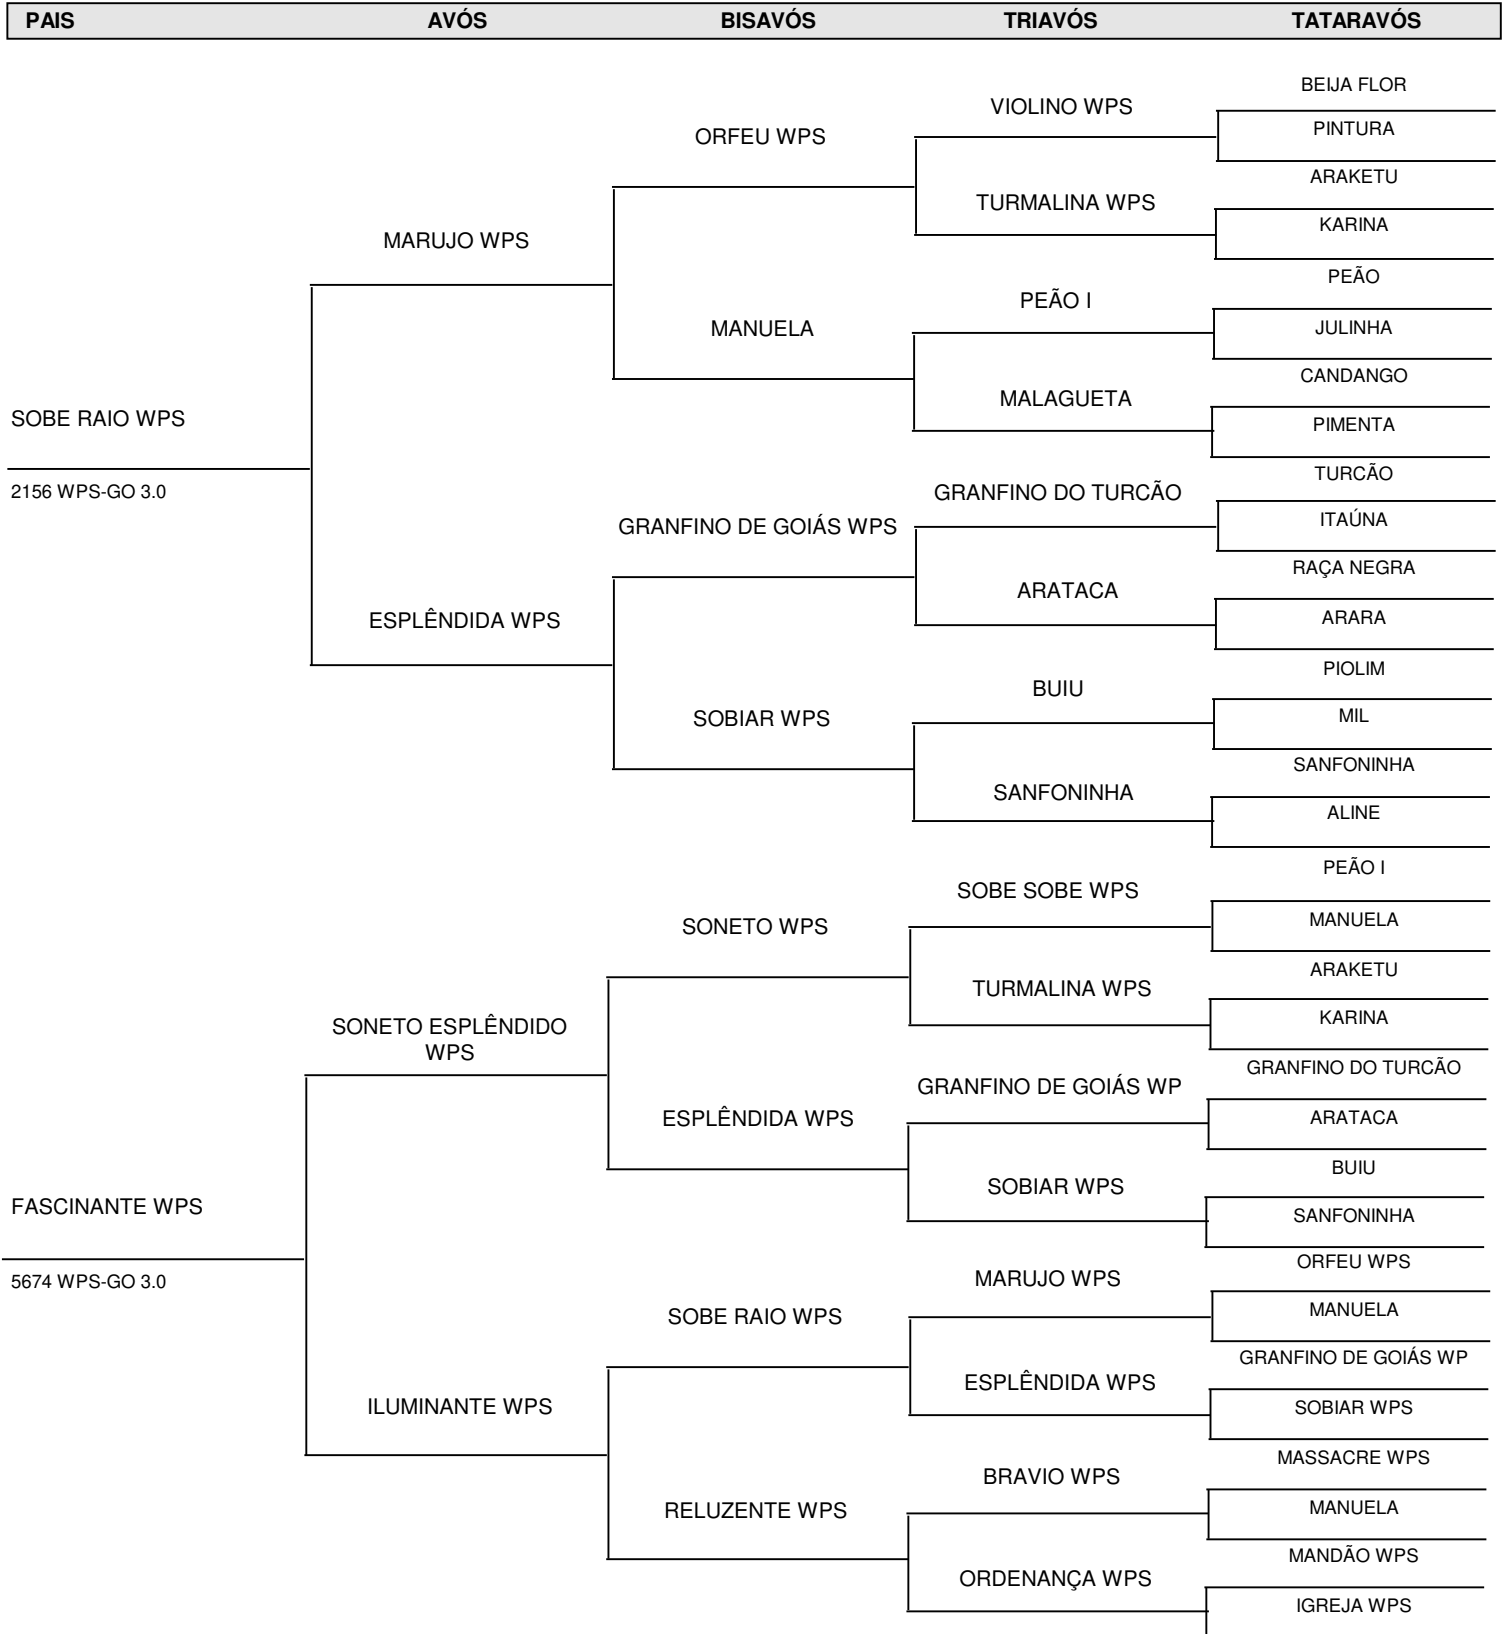 PAIS AVÓS BISAVÓS TRIAVÓS TATARAVÓS
BEIJA FLOR
VIOLINO WPS
PINTURA
ORFEU WPS
ARAKETU
TURMALINA WPS
KARINA
MARUJO WPS
PEÃO
PEÃO I
JULINHA
MANUELA
CANDANGO
MALAGUETA
PIMENTA
SOBE RAIO WPS
2156 WPS-GO 3.0
TURCÃO
GRANFINO DO TURCÃO
ITAÚNA
GRANFINO DE GOIÁS WPS
RAÇA NEGRA
ARATACA
ARARA
ESPLÊNDIDA WPS
PIOLIM
BUIU
MIL
SOBIAR WPS
SANFONINHA
SANFONINHA
ALINE
PEÃO I
SOBE SOBE WPS
MANUELA
SONETO WPS
ARAKETU
TURMALINA WPS
KARINA
SONETO ESPLÊNDIDO
WPS
GRANFINO DO TURCÃO
GRANFINO DE GOIÁS WP
ARATACA
ESPLÊNDIDA WPS
BUIU
SOBIAR WPS
SANFONINHA
FASCINANTE WPS
5674 WPS-GO 3.0
ORFEU WPS
MARUJO WPS
MANUELA
SOBE RAIO WPS
GRANFINO DE GOIÁS WP
ESPLÊNDIDA WPS
SOBIAR WPS
ILUMINANTE WPS
MASSACRE WPS
BRAVIO WPS
MANUELA
RELUZENTE WPS
MANDÃO WPS
ORDENANÇA WPS
IGREJA WPS